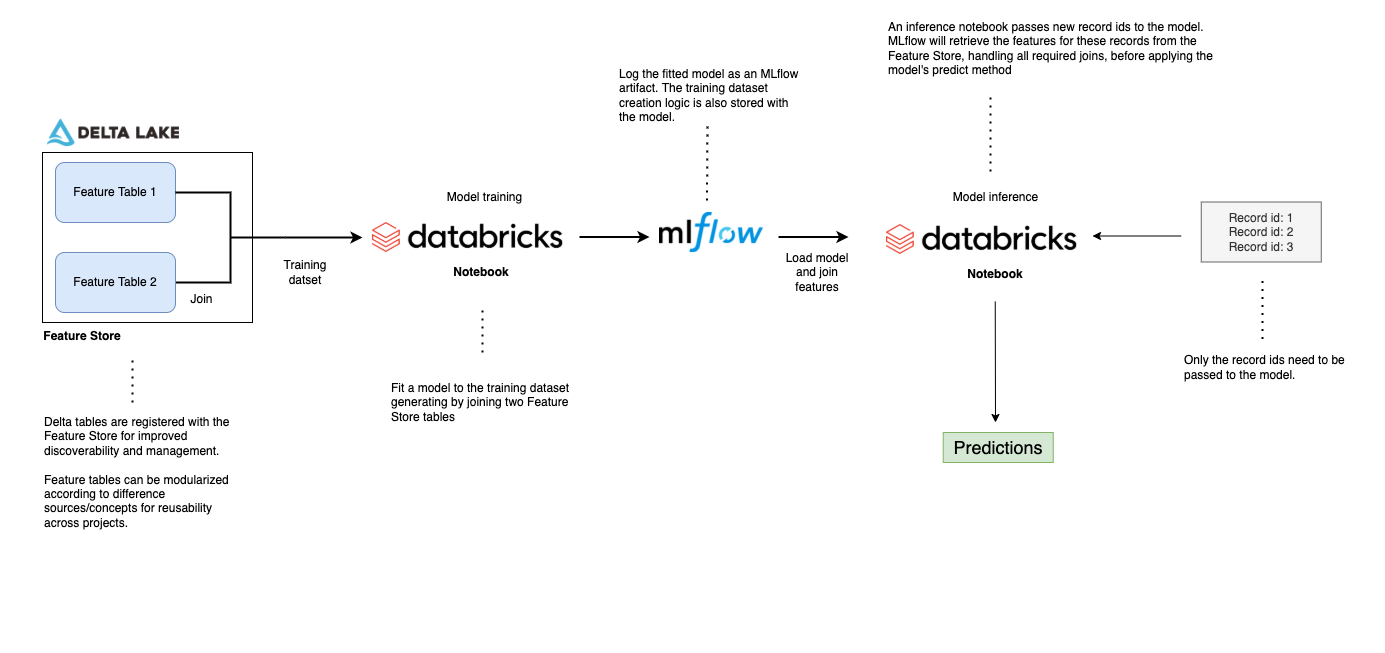 An inference notebook passes new record ids to the model.
MLflow will retrieve the features for these records from the
Feature Store, handling all required joins, before applying the
model's predict method
Log the fitted model as an MLflow
artifact. The training dataset
creation logic is also stored with
the model.
DELTA LAKE
Feature Table 1
Feature Table 2
Join
Feature Store
Training
datset
Model training
databricks
Notebook
mlflow
Load model
and join
features
Model inference
databricks
Notebook
Record id: 1
Record id: 2
Record id: 3
Only the record ids need to be
passed to the model.
Fit a model to the training dataset
generating by joining two Feature
Store tables
Delta tables are registered with the
Feature Store for improved
discoverability and management.
Feature tables can be modularized
according to difference
sources/concepts for reusability
across projects.
Predictions